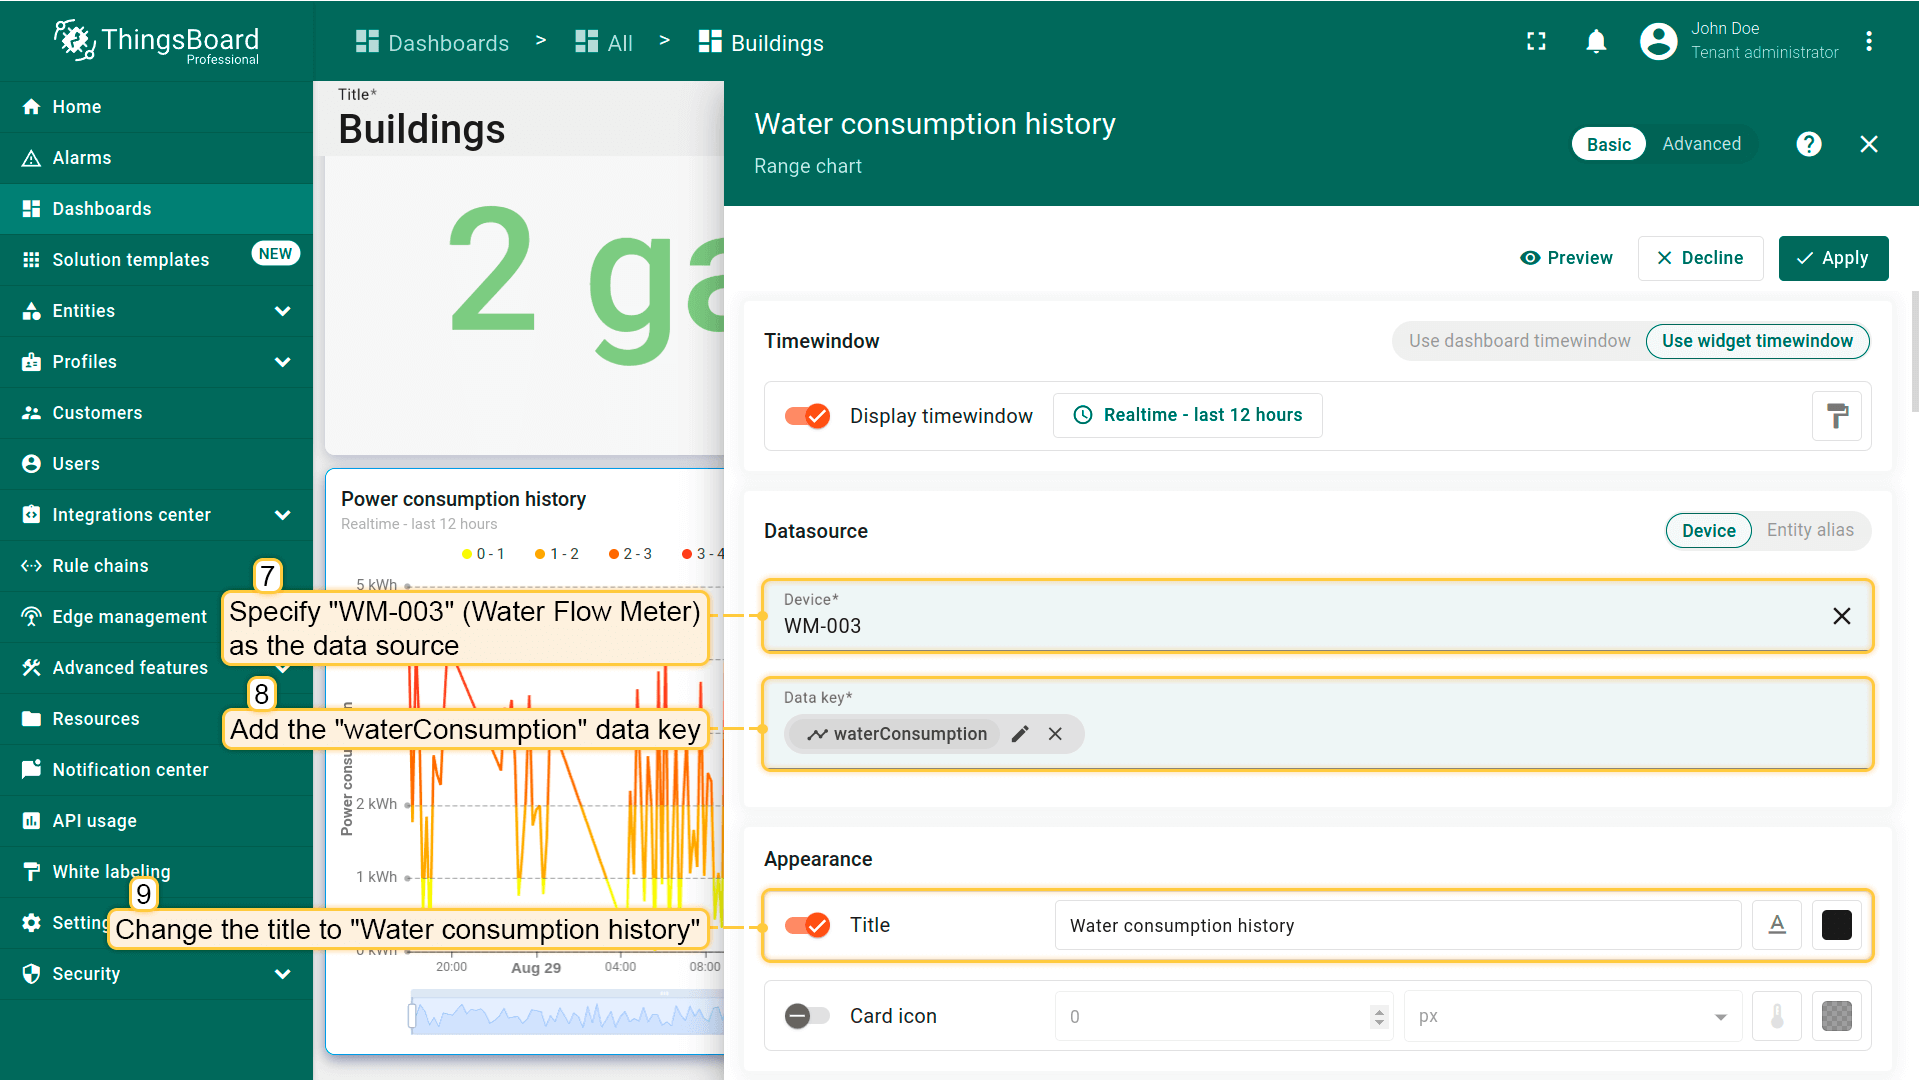 ThingsBoard
Professional
Dashboards > All > Buildings
John Doe
Tenant administrator
Home
Alarms
Dashboards
Solution templates
NEW
Entities
Profiles
Customers
Users
Integrations center
Rule chains
Edge management
Advanced features
Resources
Notification center
API usage
White labeling
Setting
Security
Title*
Buildings
2 ga
Power consumption history
Realtime - last 12 hours
0 - 1
1 - 2
2 - 3
3 - 4
5 kWh
2 kWh
1 kWh
0 kWh
Power consu
20:00
Aug 29
04:00
08:00
7
Specify "WM-003" (Water Flow Meter)
as the data source
8
Add the "waterConsumption" data key
9
Change the title to "Water consumption history"
Water consumption history
Range chart
Basic
Advanced
Preview
Decline
Apply
Timewindow
Use dashboard timewindow
Use widget timewindow
Display timewindow
Realtime - last 12 hours
Datasource
Device
Entity alias
Device*
WM-003
Data key*
waterConsumption
Appearance
Title
Water consumption history
A
Card icon
0
px